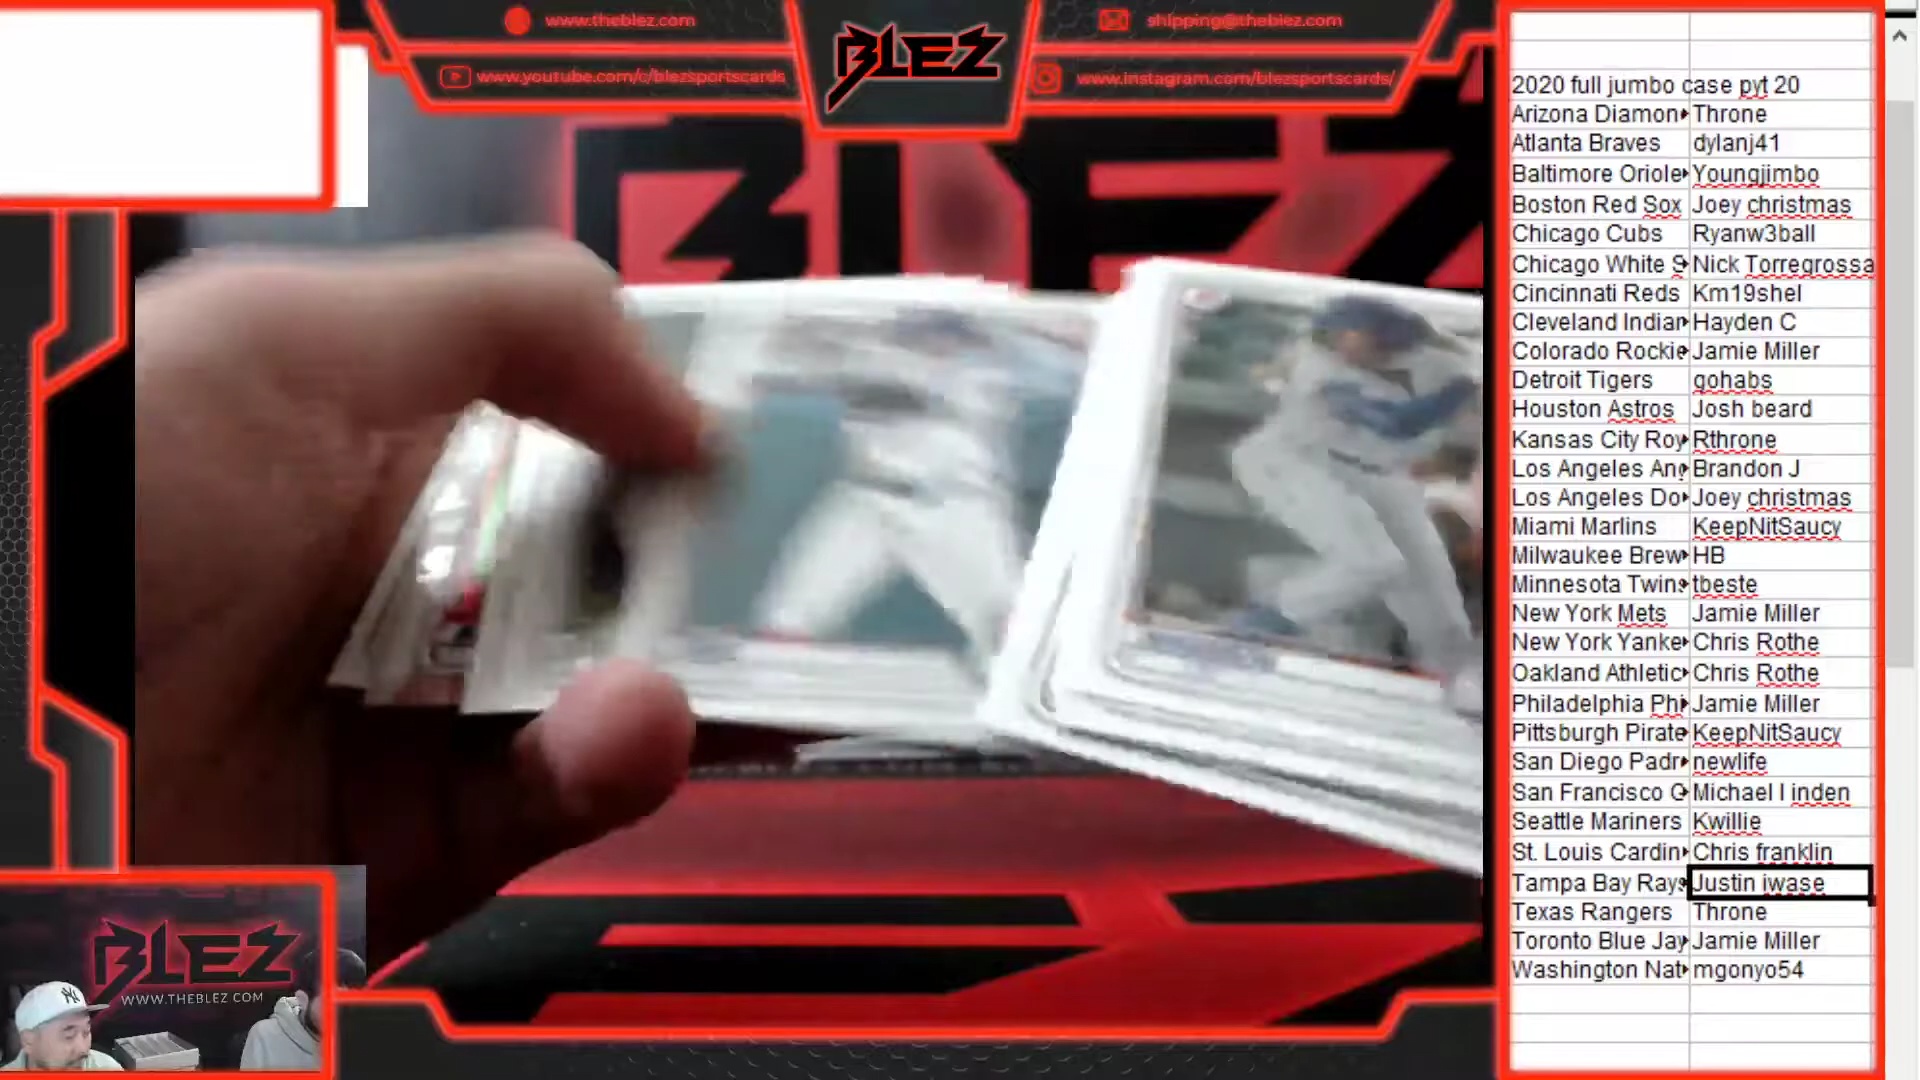 www.theblez.com
shipping@theblez.com
BLEZ
www.youtube.com/c/blezsportscards
www.instagram.com/blezsportscards/
BLEZ
2020 full jumbo case pyt 20
Arizona Diamon Throne
Atlanta Braves dylanj41
Baltimore Oriole Youngjimbo
Boston Red Sox Joey christmas
Chicago Cubs Ryanw3ball
Chicago White S Nick Torregrossa
Cincinnati Reds Km19shel
Cleveland Indian Hayden C
Colorado Rockie Jamie Miller
Detroit Tigers gohabs
Houston Astros Josh beard
Kansas City Roy Rthrone
Los Angeles Ang Brandon J
Los Angeles Do Joey christmas
Miami Marlins KeepNitSaucy
Milwaukee Brew HB
Minnesota Twins tbeste
New York Mets Jamie Miller
New York Yanke Chris Rothe
Oakland Athletic Chris Rothe
Philadelphia Phi Jamie Miller
Pittsburgh Pirate KeepNitSaucy
San Diego Padr newlife
San Francisco G Michael l inden
Seattle Mariners Kwillie
St. Louis Cardin Chris franklin
Tampa Bay Rays Justin iwase
Texas Rangers Throne
Toronto Blue Jay Jamie Miller
Washington Nat mgonyo54
BLEZ
WWW.THEBLEZ.COM